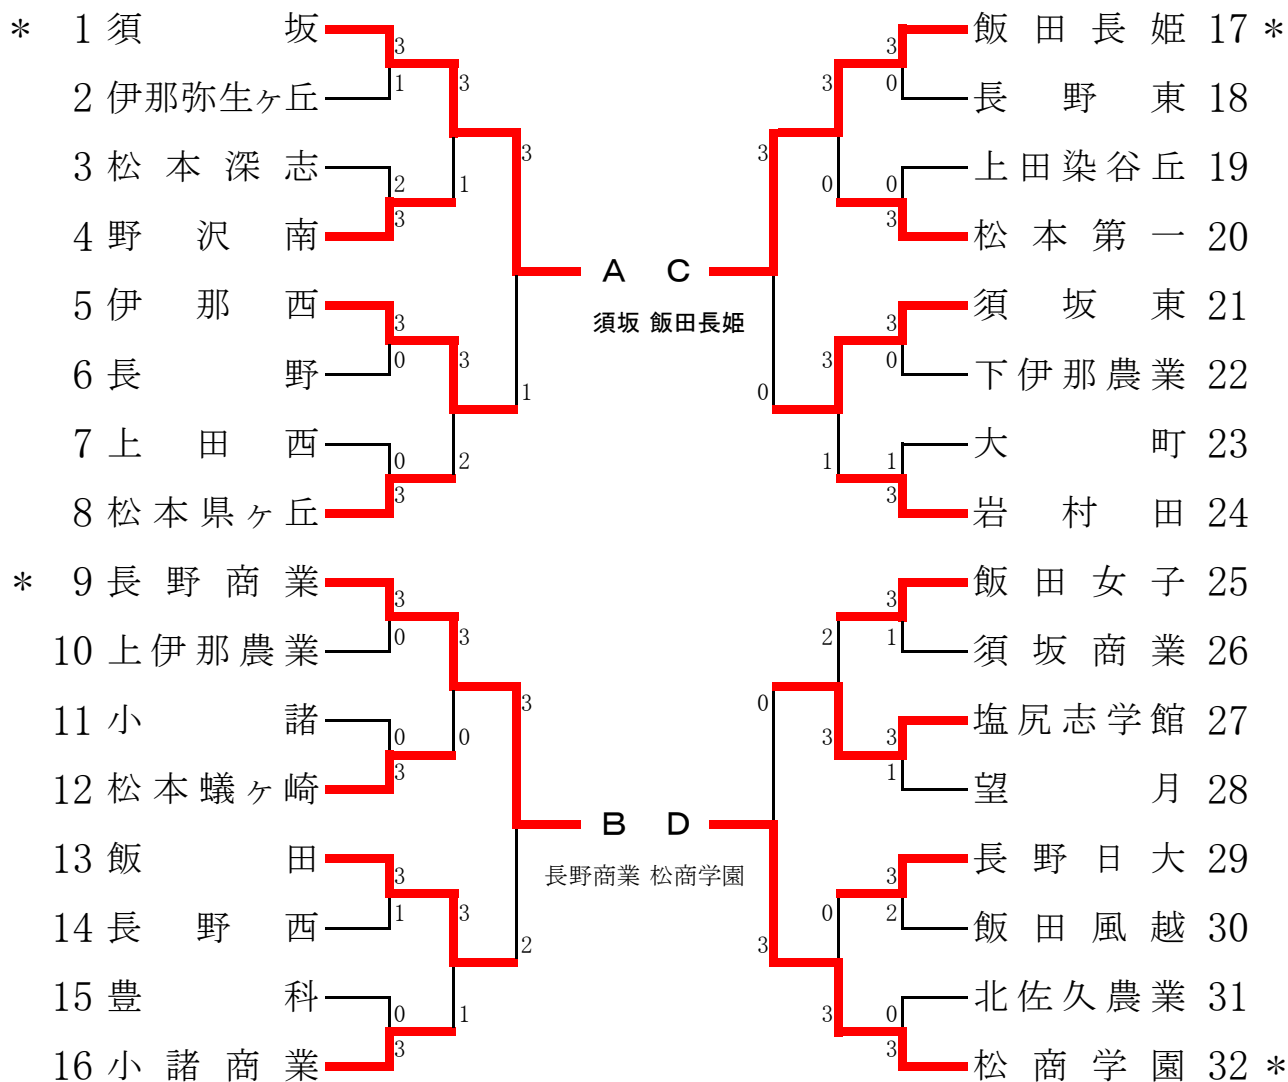 * 1 須坂
3
1
3
2 伊那弥生ヶ丘
3 松本深志
2
3
1
3
4 野沢南
5 伊那西
3
0
3
6 長野
1
7 上田西
0
3
2
8 松本県ヶ丘
* 9 長野商業
3
0
3
10 上伊那農業
11 小諸
0
3
0
3
12 松本蟻ヶ崎
13 飯田
3
1
3
14 長野西
2
15 豊科
0
3
1
16 小諸商業
A C
須坂 飯田長姫
B D
長野商業 松商学園
飯田長姫 17 *
3
0
3
長野東 18
3
上田染谷丘 19
0
3
0
松本第一 20
須坂東 21
3
0
3
下伊那農業 22
0
大町 23
1
3
1
岩村田 24
飯田女子 25
3
1
2
須坂商業 26
0
塩尻志学館 27
3
1
3
望月 28
長野日大 29
3
2
0
飯田風越 30
3
北佐久農業 31
0
3
3
松商学園 32 *